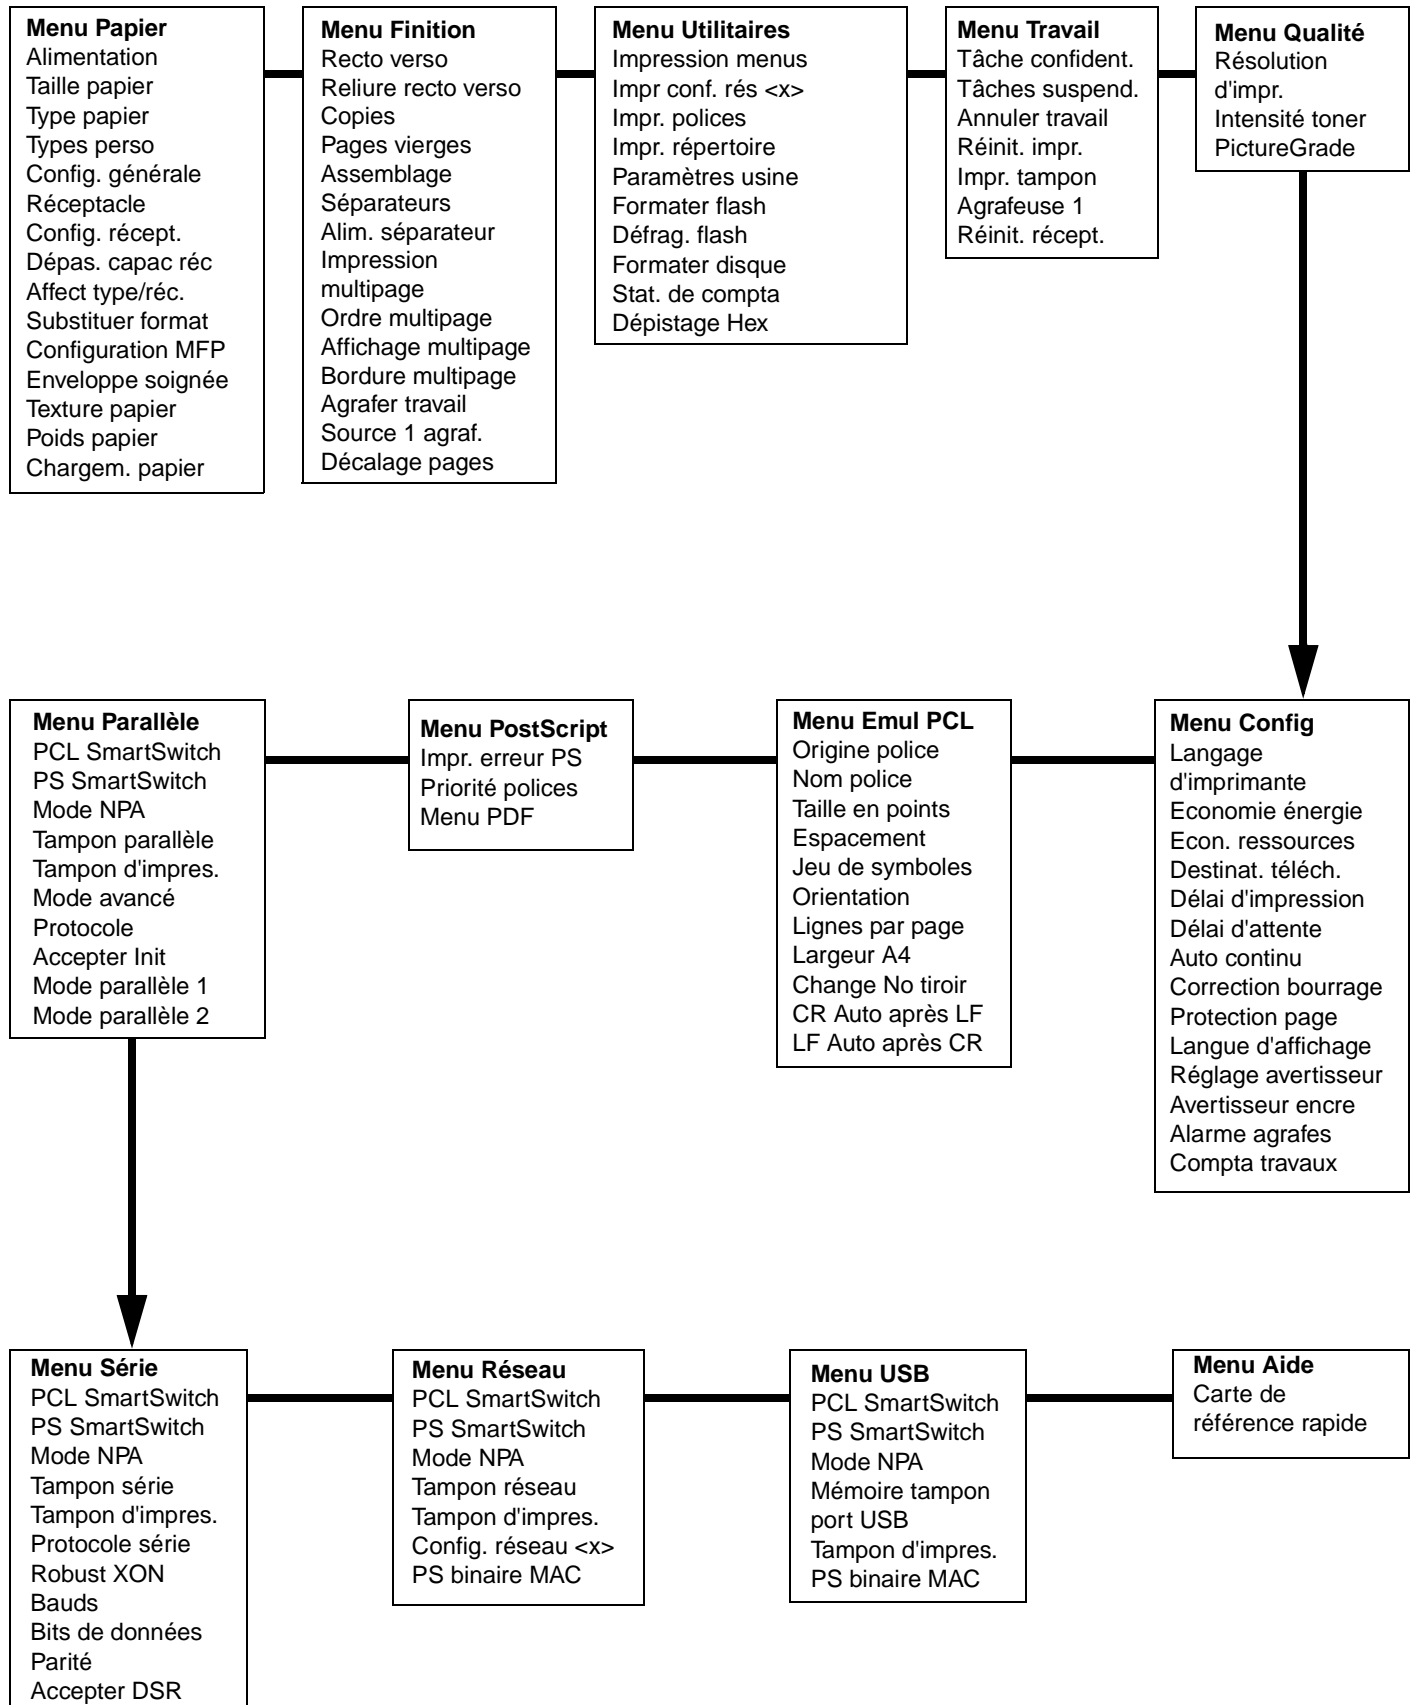 Menu Papier
Alimentation
Taille papier
Type papier
Types perso
Config. générale
Réceptacle
Config. récept.
Dépas. capac réc
Affect type/réc.
Substituer format
Configuration MFP
Enveloppe soignée
Texture papier
Poids papier
Chargem. papier
Menu Finition
Recto verso
Reliure recto verso
Copies
Pages vierges
Assemblage
Séparateurs
Alim. séparateur
Impression
multipage
Ordre multipage
Affichage multipage
Bordure multipage
Agrafer travail
Source 1 agraf.
Décalage pages
Menu Utilitaires
Impression menus
Impr conf. rés <x>
Impr. polices
Impr. répertoire
Paramètres usine
Formater flash
Défrag. flash
Formater disque
Stat. de compta
Dépistage Hex
Menu Travail
Tâche confident.
Tâches suspend.
Annuler travail
Réinit. impr.
Impr. tampon
Agrafeuse 1
Réinit. récept.
Menu Qualité
Résolution
d'impr.
Intensité toner
PictureGrade
Menu Parallèle
PCL SmartSwitch
PS SmartSwitch
Mode NPA
Tampon parallèle
Tampon d'impres.
Mode avancé
Protocole
Accepter Init
Mode parallèle 1
Mode parallèle 2
Menu PostScript
Impr. erreur PS
Priorité polices
Menu PDF
Menu Emul PCL
Origine police
Nom police
Taille en points
Espacement
Jeu de symboles
Orientation
Lignes par page
Largeur A4
Change No tiroir
CR Auto après LF
LF Auto après CR
Menu Config
Langage
d'imprimante
Economie énergie
Econ. ressources
Destinat. téléch.
Délai d'impression
Délai d'attente
Auto continu
Correction bourrage
Protection page
Langue d'affichage
Réglage avertisseur
Avertisseur encre
Alarme agrafes
Compta travaux
Menu Série
PCL SmartSwitch
PS SmartSwitch
Mode NPA
Tampon série
Tampon d'impres.
Protocole série
Robust XON
Bauds
Bits de données
Parité
Accepter DSR
Menu Réseau
PCL SmartSwitch
PS SmartSwitch
Mode NPA
Tampon réseau
Tampon d'impres.
Config. réseau <x>
PS binaire MAC
Menu USB
PCL SmartSwitch
PS SmartSwitch
Mode NPA
Mémoire tampon
port USB
Tampon d'impres.
PS binaire MAC
Menu Aide
Carte de
référence rapide